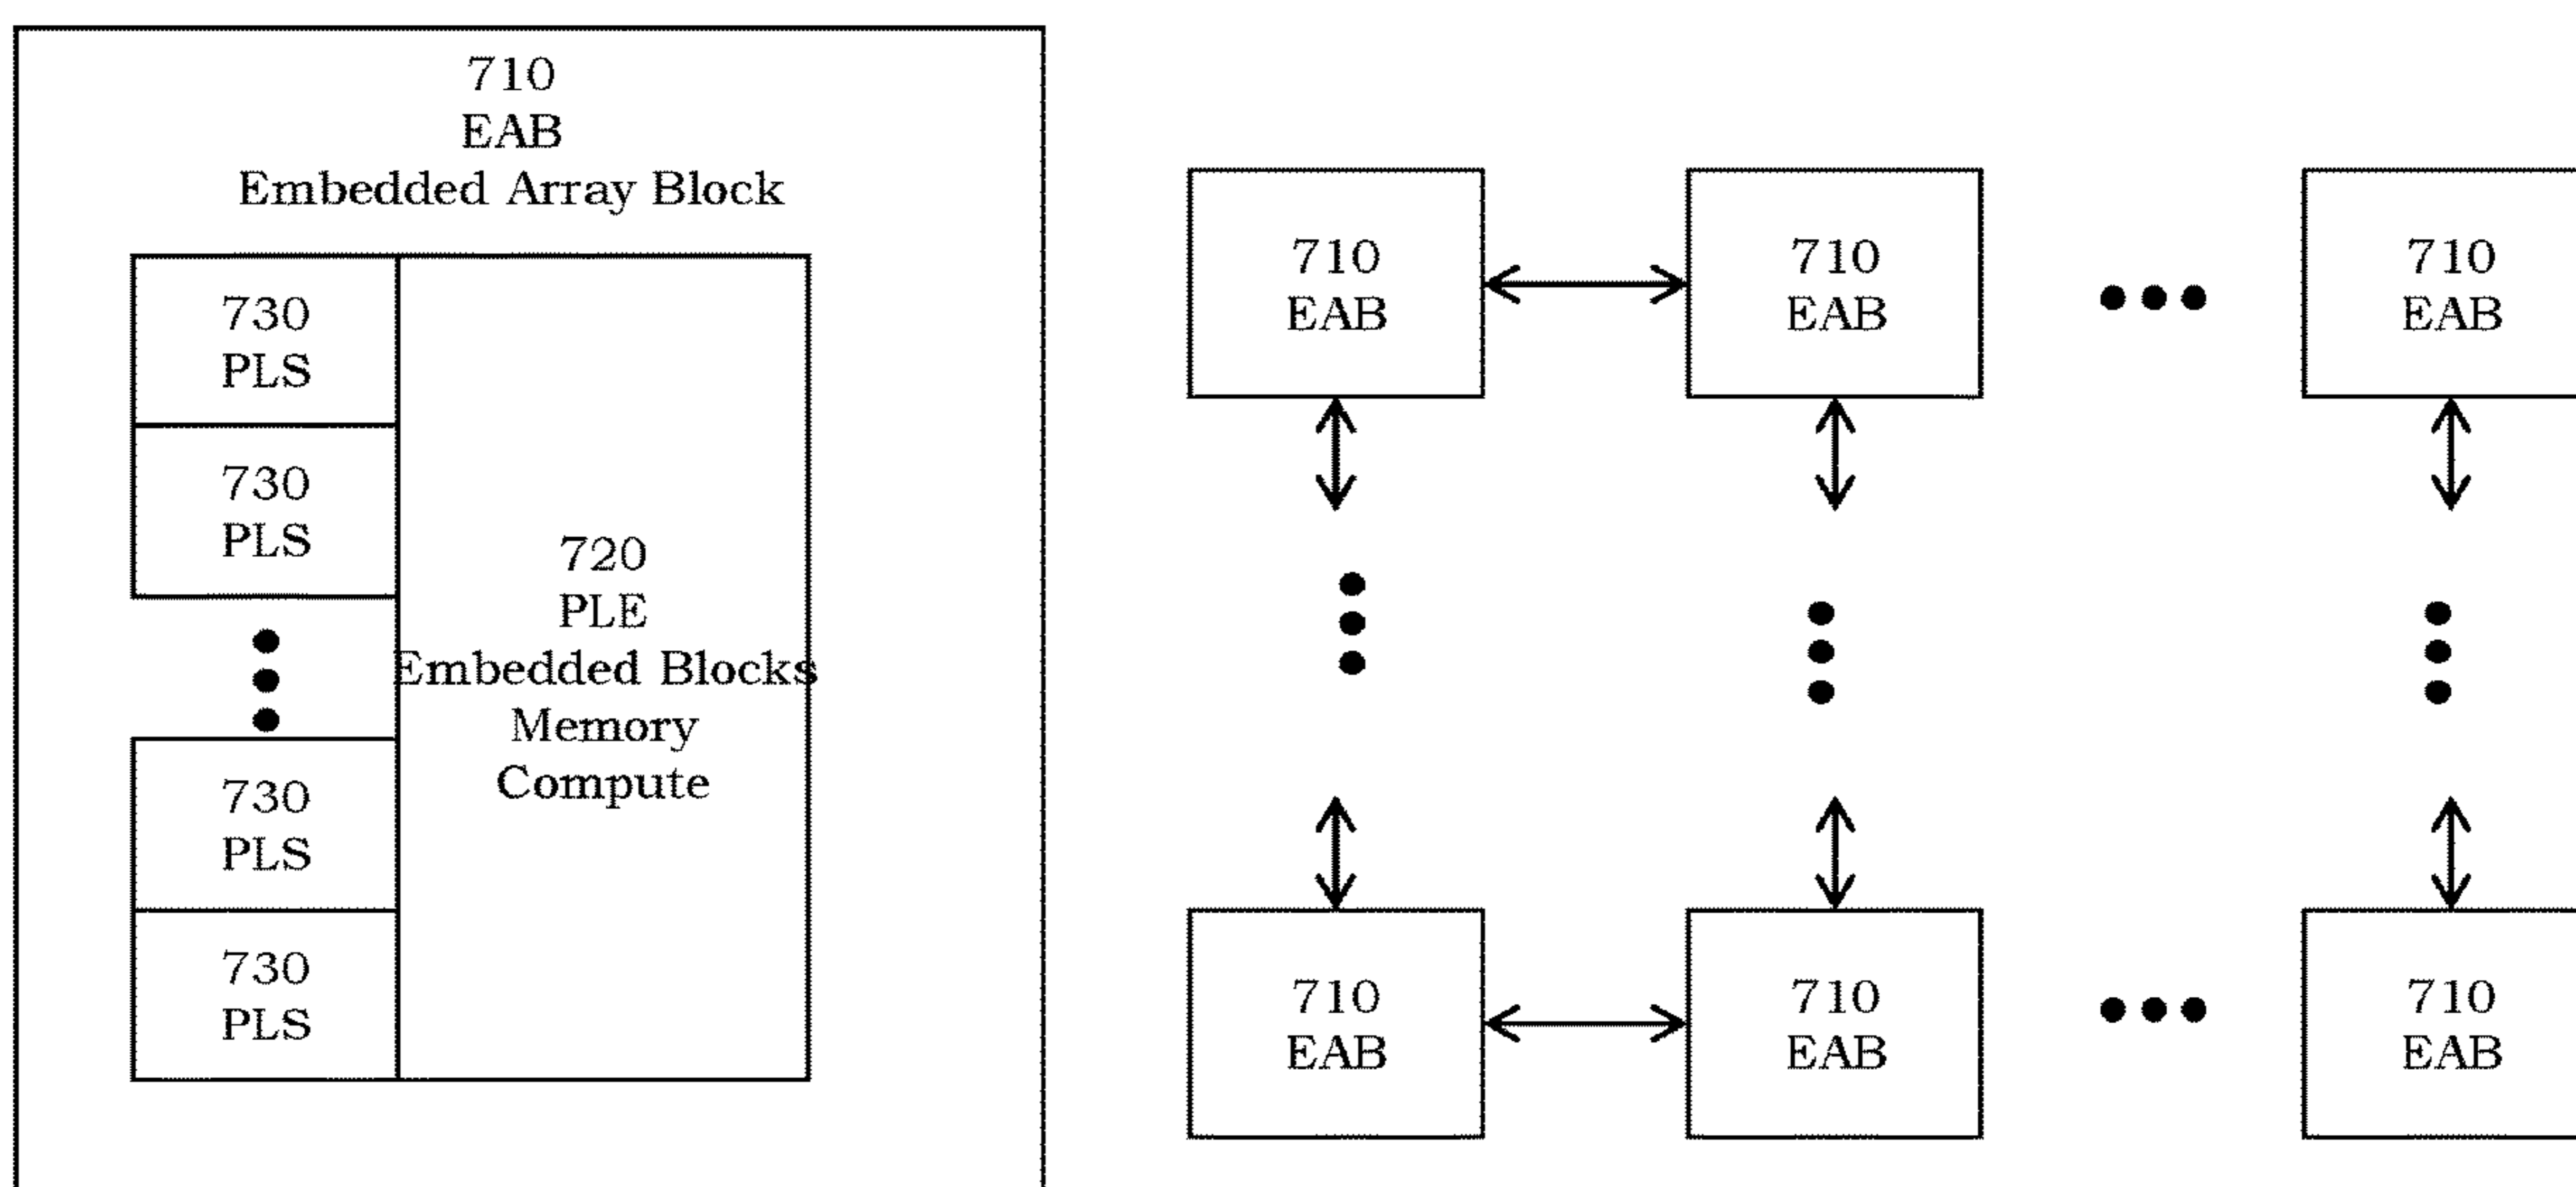 710
EAB
Embedded Array Block
730
PLS
730
PLS
730
PLS
730
PLS
720
PLE
Embedded Blocks
Memory
Compute
710
EAB
710
EAB
710
EAB
710
EAB
710
EAB
710
EAB